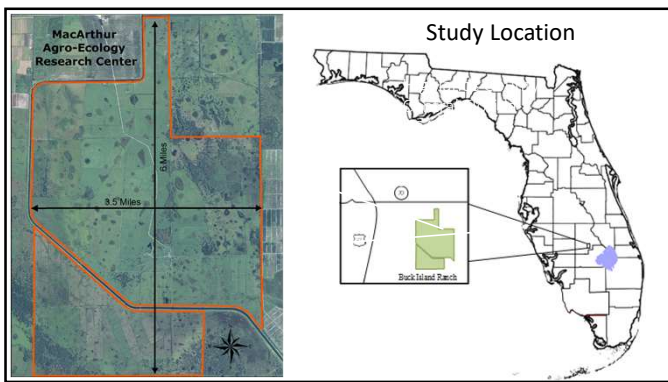 MacArthur
Agro-Ecology
Research Center
6 Miles
3.5 Miles
Study Location
70
Buck Island Ranch